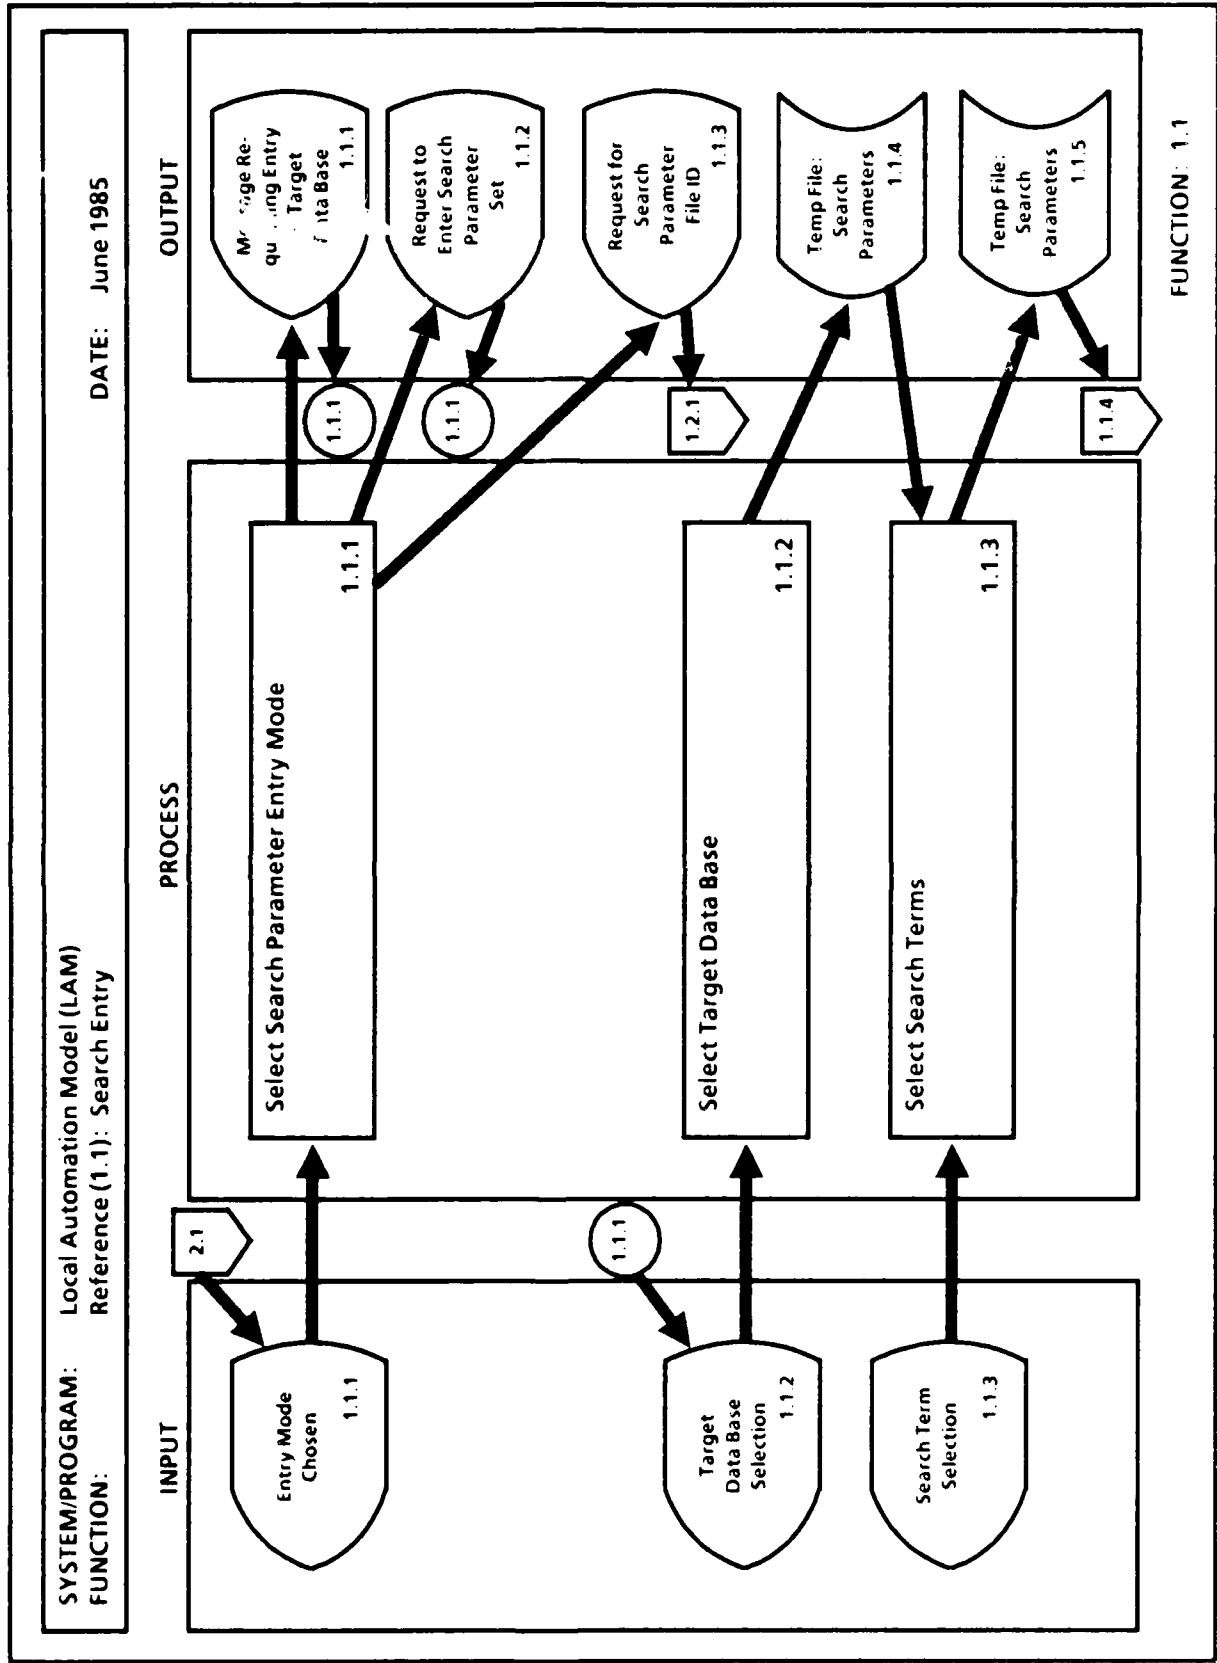 SYSTEM/PROGRAM: Local Automation Model (LAM)
FUNCTION: Reference (1.1): Search Entry
DATE: June 1985
INPUT
PROCESS
OUTPUT
2.1
Entry Mode
Chosen
1.1.1
1.1.1
Target
Data Base
Selection
1.1.2
Search Term
Selection
1.1.3
Select Search Parameter Entry Mode
1.1.1
Select Target Data Base
1.1.2
Select Search Terms
1.1.3
1.1.1
1.1.1
1.2.1
1.1.4
Re-
Entry
Target
Base
1.1.1
Request to
Enter Search
Parameter
Set
1.1.2
Request for
Search
Parameter
File ID
1.1.3
Temp File:
Search
Parameters
1.1.4
Temp File:
Search
Parameters
1.1.5
FUNCTION: 1.1